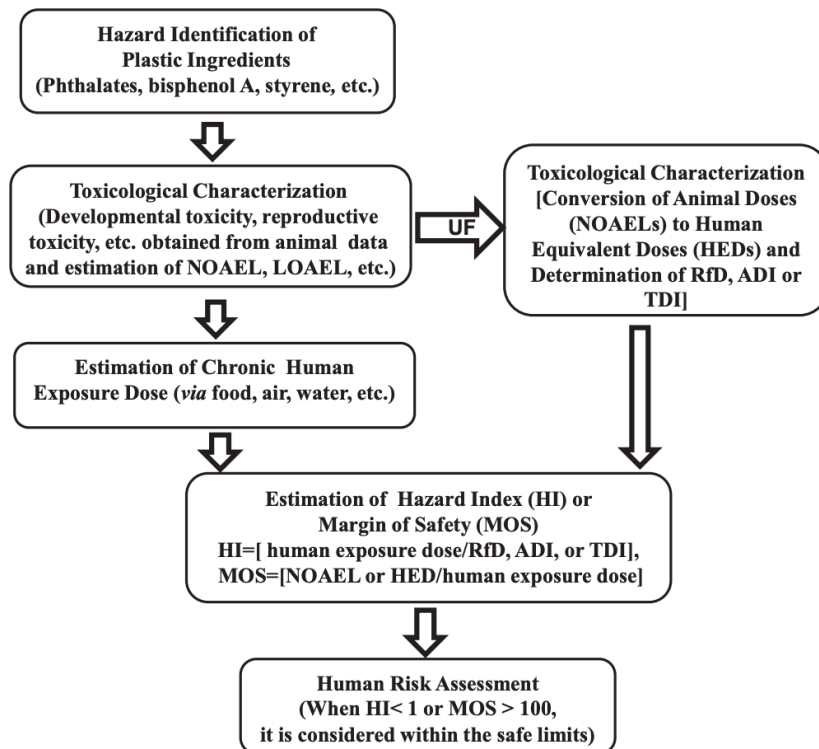 Hazard Identification of
Plastic Ingredients
(Phthalates, bisphenol A, styrene, etc.)
Toxicological Characterization
(Developmental toxicity, reproductive
toxicity, etc. obtained from animal data
and estimation of NOAEL, LOAEL, etc.)
UF
Toxicological Characterization
[Conversion of Animal Doses
(NOAELs) to Human
Equivalent Doses (HEDs) and
Determination of RfD, ADI or
TDI]
Estimation of Chronic Human
Exposure Dose (via food, air, water, etc.)
Estimation of Hazard Index (HI) or
Margin of Safety (MOS)
HI=[ human exposure dose/RfD, ADI, or TDI],
MOS=[NOAEL or HED/human exposure dose]
Human Risk Assessment
(When HI< 1 or MOS > 100,
it is considered within the safe limits)